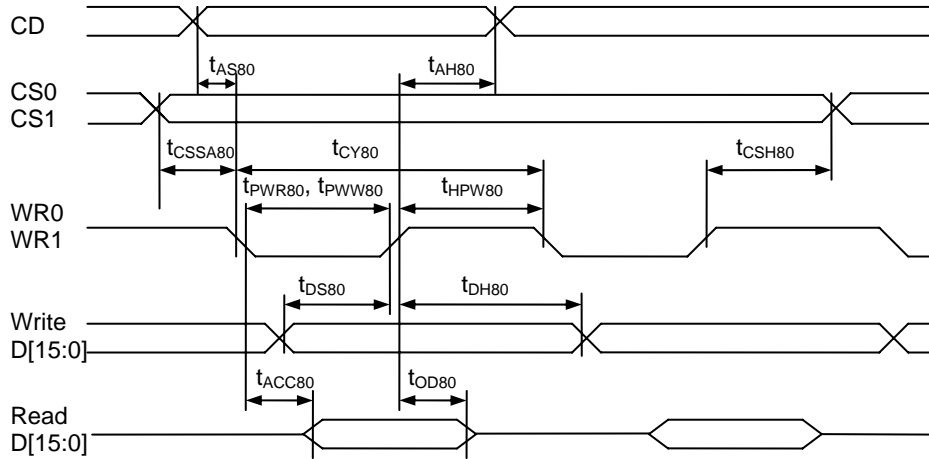 CD
tAS80
tAH80
CS0
CS1
tCSSA80
tCY80
tCSH80
tPWR80, tPWW80
tHPW80
WR0
WR1
tDS80
tDH80
Write
D[15:0]
tACC80
tOD80
Read
D[15:0]